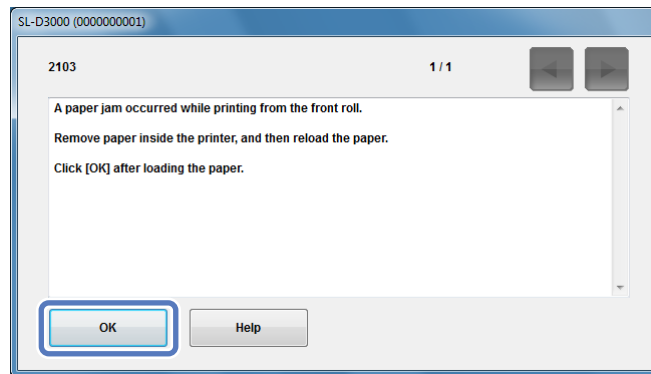 SL-D3000 (0000000001)
2103 1 / 1
A paper jam occurred while printing from the front roll.
Remove paper inside the printer, and then reload the paper.
Click [OK] after loading the paper.
OK Help